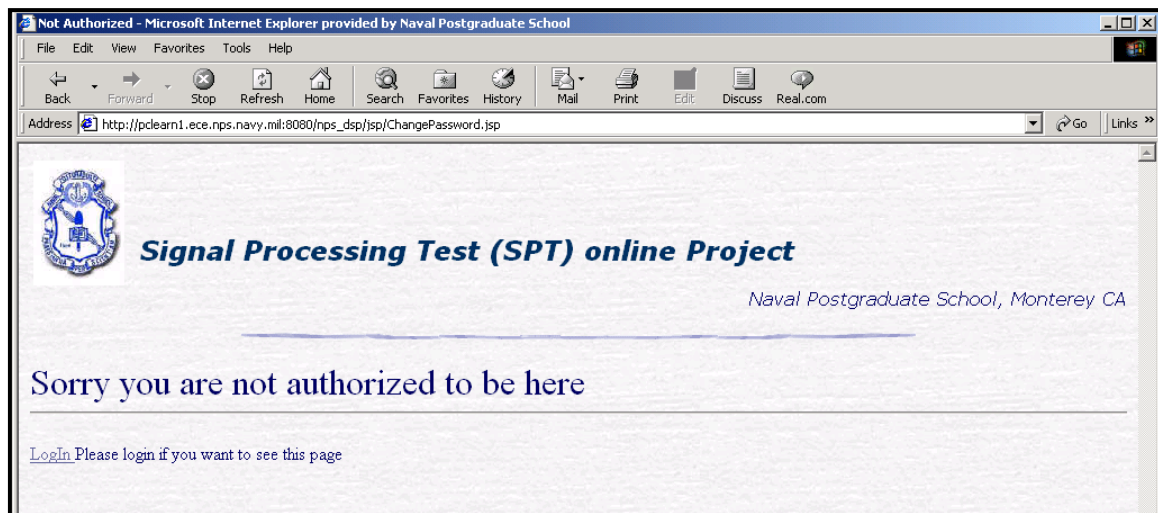 Not Authorized - Microsoft Internet Explorer provided by Naval Postgraduate School
File Edit View Favorites Tools Help
Back Forward Stop Refresh Home Search Favorites History Mail Print Edit Discuss Real.com
Address http://pclearn1.ece.nps.navy.mil:8080/nps_dsp/jsp/ChangePassword.jsp Go Links »
Signal Processing Test (SPT) online Project
Naval Postgraduate School, Monterey CA
Sorry you are not authorized to be here
LogIn Please login if you want to see this page